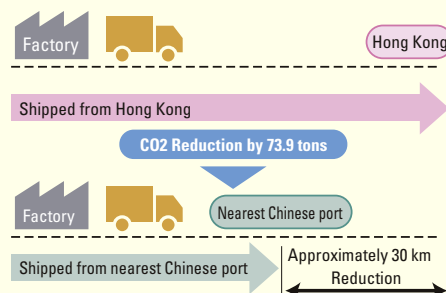 Factory
Hong Kong
Shipped from Hong Kong
CO2 Reduction by 73.9 tons
Factory
Nearest Chinese port
Shipped from nearest Chinese port
Approximately 30 km
Reduction